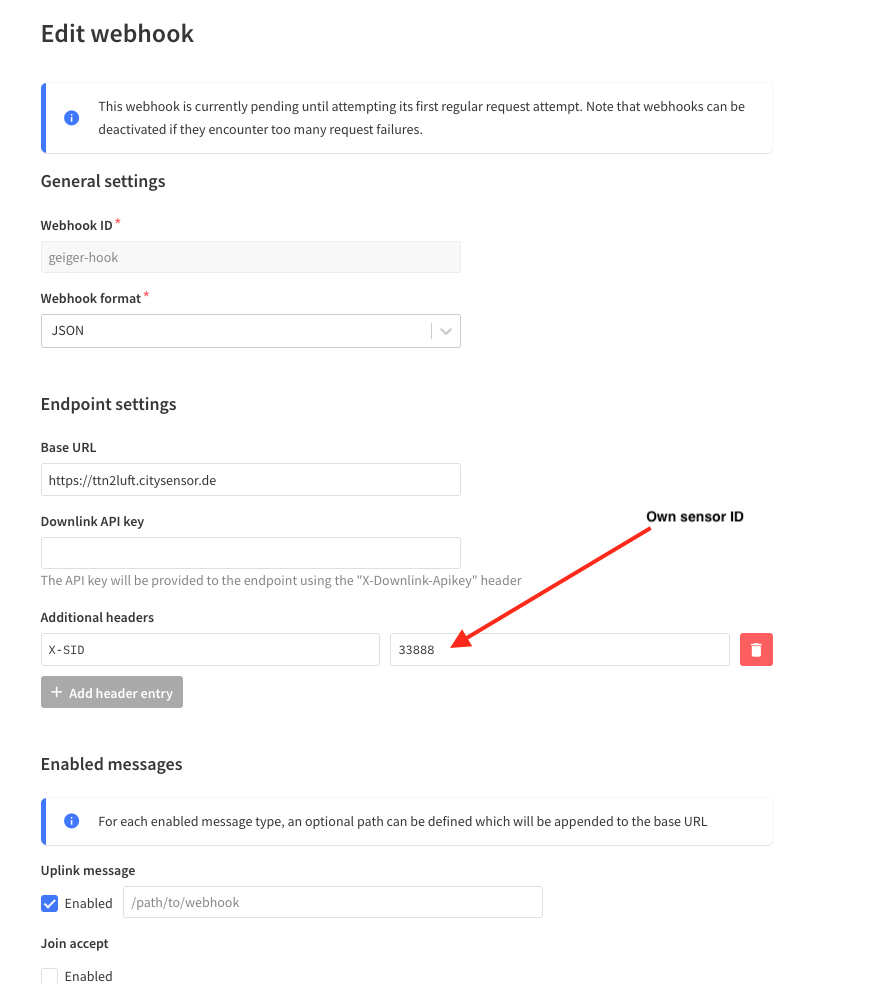 Edit webhook
This webhook is currently pending until attempting its first regular request attempt. Note that webhooks can be
deactivated if they encounter too many request failures.
General settings
Webhook ID*
geiger-hook
Webhook format*
JSON
Endpoint settings
Base URL
https://ttn2luft.citysensor.de
Own sensor ID
Downlink API key
The API key will be provided to the endpoint using the "X-Downlink-Apikey" header
Additional headers
X-SID 33888
+ Add header entry
Enabled messages
For each enabled message type, an optional path can be defined which will be appended to the base URL
Uplink message
Enabled /path/to/webhook
Join accept
Enabled